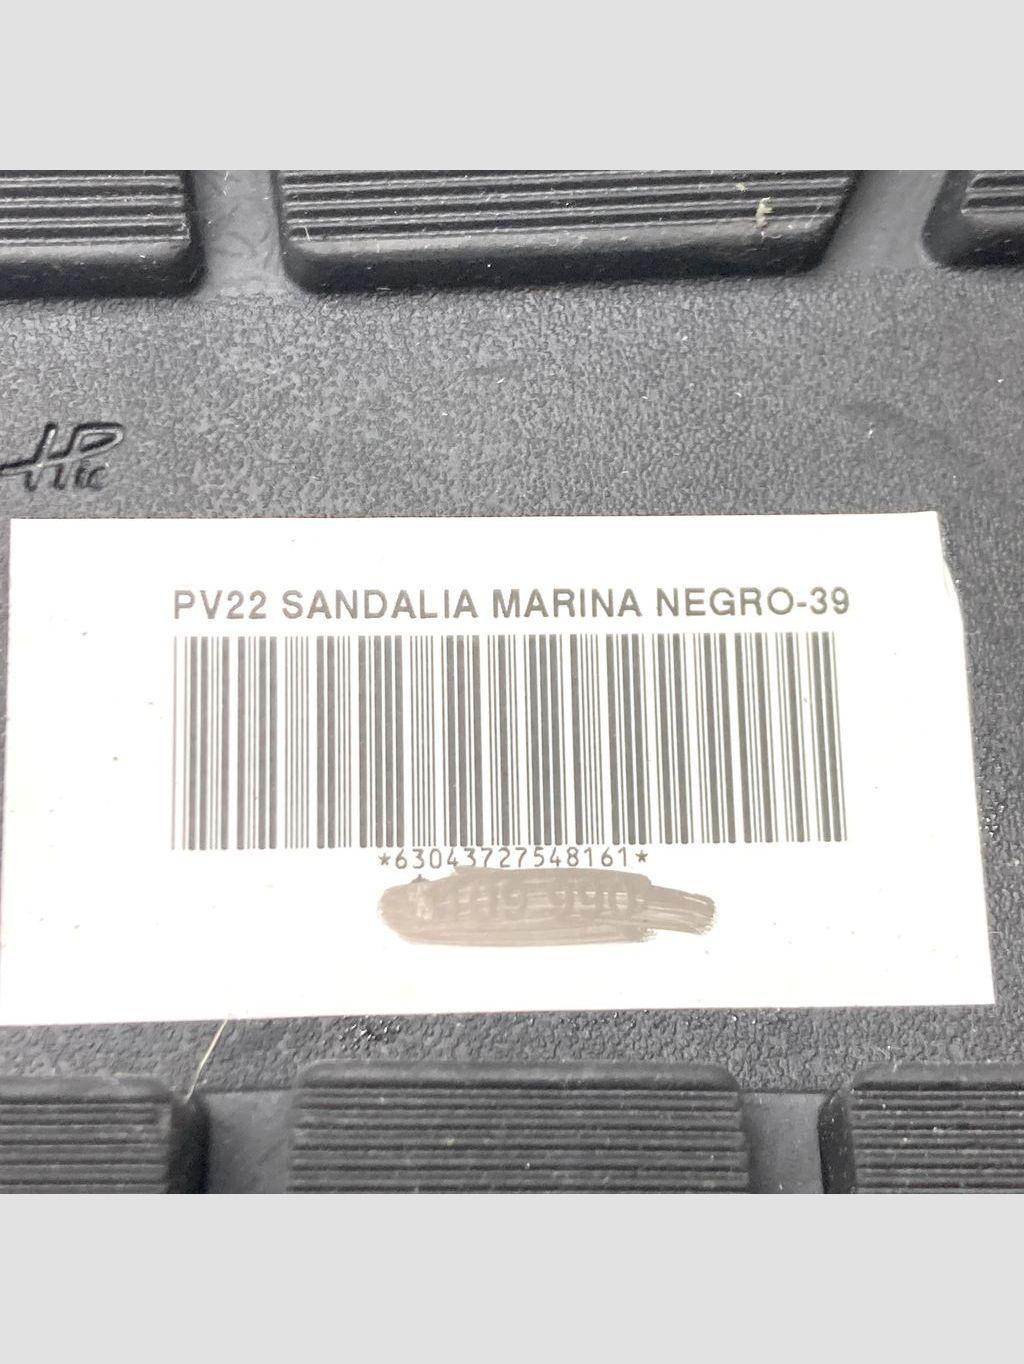 PV22 SANDALIA MARINA NEGRO-39
*63043727548161*